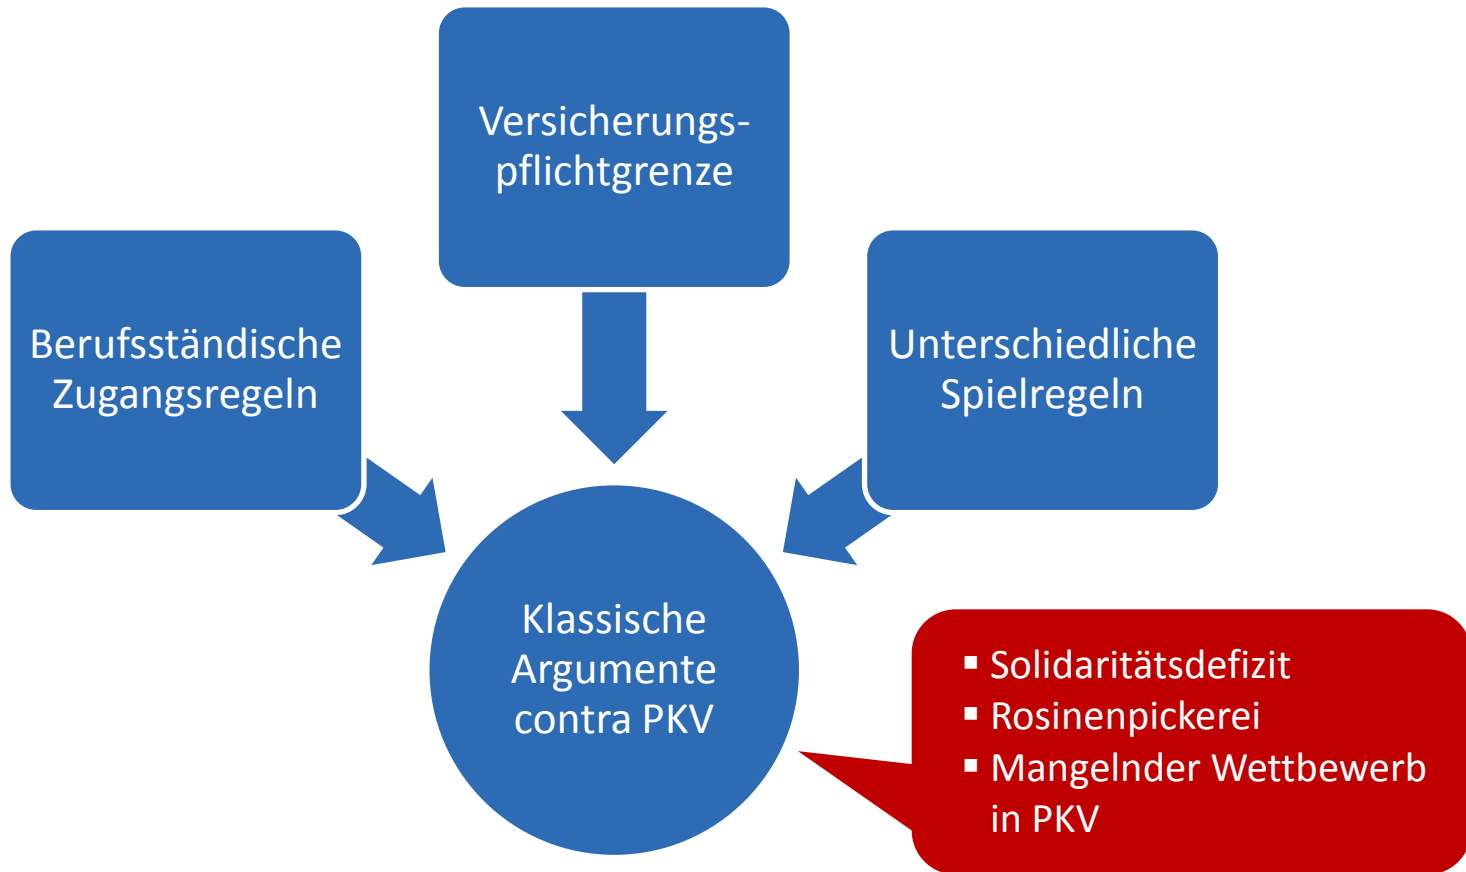 Versicherungs-
pflichtgrenze
Berufsständische
Zugangsregeln
Unterschiedliche
Spielregeln
Klassische
Argumente
contra PKV
▪ Solidaritätsdefizit
▪ Rosinenpickerei
▪ Mangelnder Wettbewerb
in PKV